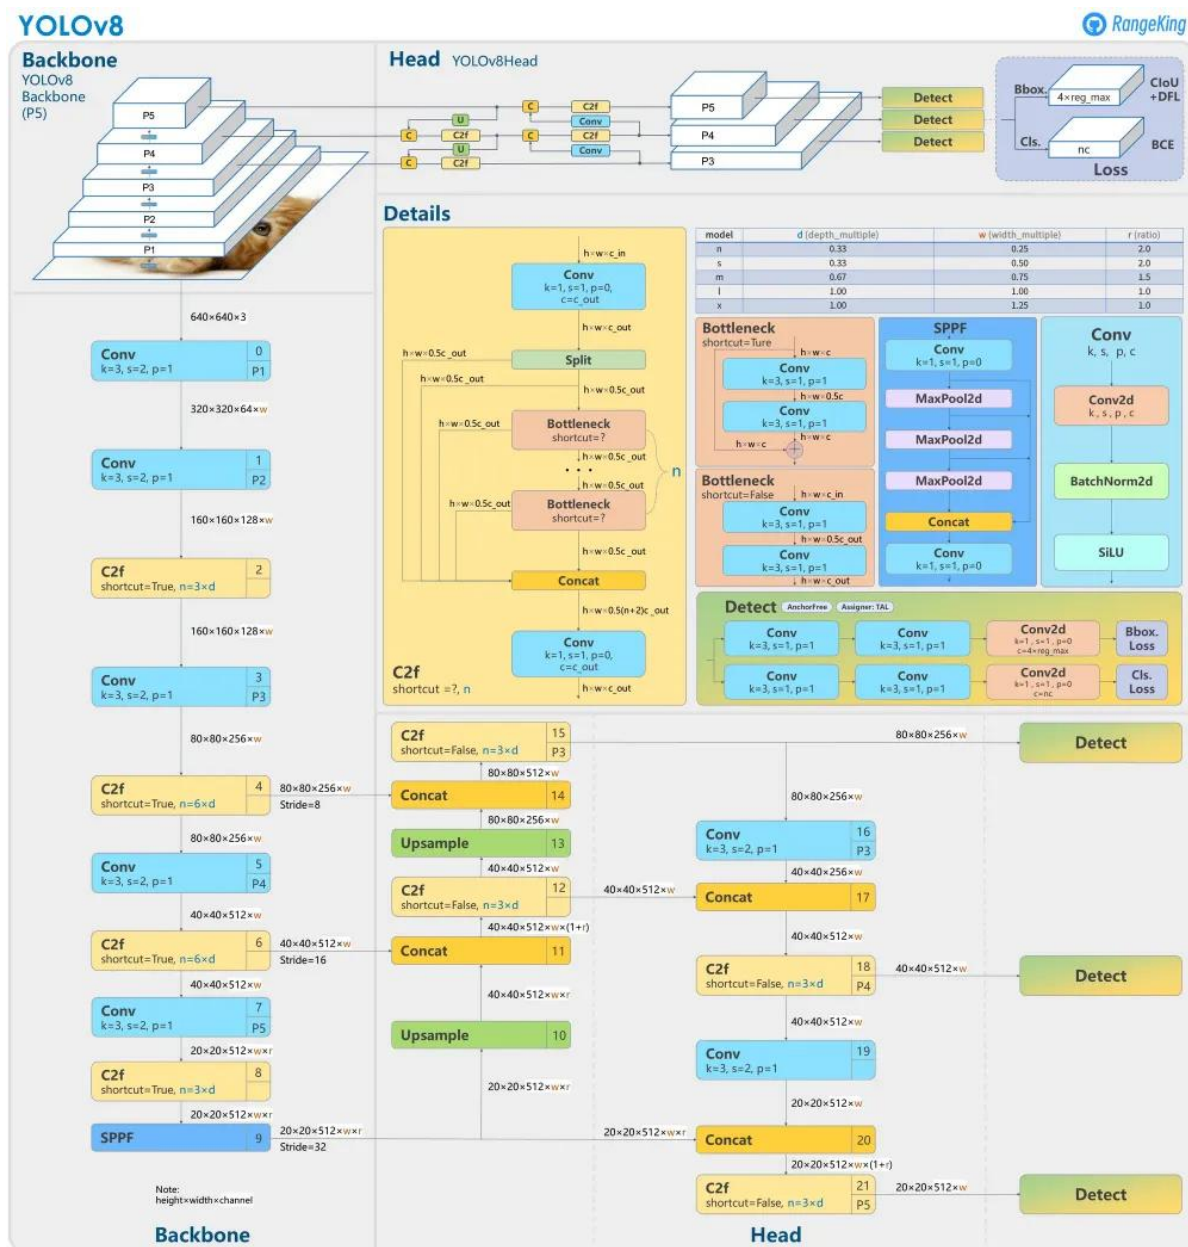 YOLOv8
RangeKing
Backbone
YOLOv8
Backbone
(P5)
P5
P4
P3
P2
P1
Head YOLOv8Head
C
C2f
U
Conv
C
C2f
C
C2f
U
Conv
C
C2f
P5
P4
P3
Detect
Detect
Detect
Bbox.
4×reg_max
CIoU
+DFL
Cls.
nc
BCE
Loss
640×640×3
Conv
k=3, s=2, p=1
0
P1
320×320×64×w
Conv
k=3, s=2, p=1
1
P2
160×160×128×w
C2f
shortcut=True, n=3×d
2
160×160×128×w
Conv
k=3, s=2, p=1
3
P3
80×80×256×w
C2f
shortcut=True, n=6×d
4
80×80×256×w
Stride=8
80×80×256×w
Conv
k=3, s=2, p=1
5
P4
40×40×512×w
C2f
shortcut=True, n=6×d
6
40×40×512×w
Stride=16
40×40×512×w
Conv
k=3, s=2, p=1
7
P5
20×20×512×w×r
C2f
shortcut=True, n=3×d
8
20×20×512×w×r
SPPF
9
20×20×512×w×r
Stride=32
Note:
height×width×channel
Backbone
Details
h×w×c_in
Conv
k=1, s=1, p=0,
c=c_out
h×w×c_out
h×w×0.5c_out
Split
h×w×0.5c_out
h×w×0.5c_out
h×w×0.5c_out
Bottleneck
shortcut=?
h×w×0.5c_out
• • •
n
h×w×0.5c_out
h×w×0.5c_out
Bottleneck
shortcut=?
h×w×0.5c_out
Concat
h×w×0.5(n+2)c_out
Conv
k=1, s=1, p=0,
c=c_out
h×w×c_out
C2f
shortcut =?, n
model d (depth_multiple) w (width_multiple) r (ratio)
n 0.33 0.25 2.0
s 0.33 0.50 2.0
m 0.67 0.75 1.5
l 1.00 1.00 1.0
x 1.00 1.25 1.0
Bottleneck
shortcut=Ture
h×w×c
Conv
k=3, s=1, p=1
h×w×0.5c
Conv
k=3, s=1, p=1
h×w×c
h×w×c
+
Bottleneck
shortcut=False
h×w×c_in
Conv
k=3, s=1, p=1
h×w×0.5c_out
Conv
k=3, s=1, p=1
h×w×c_out
SPPF
Conv
k=1, s=1, p=0
MaxPool2d
MaxPool2d
MaxPool2d
Concat
Conv
k=1, s=1, p=0
Conv
k, s, p, c
Conv2d
k, s, p, c
BatchNorm2d
SiLU
Detect AnchorFree Assigner: TAL
Conv
k=3, s=1, p=1
Conv
k=3, s=1, p=1
Conv2d
k=1, s=1, p=0
c=4×reg_max
Bbox.
Loss
Conv
k=3, s=1, p=1
Conv
k=3, s=1, p=1
Conv2d
k=1, s=1, p=0
c=nc
Cls.
Loss
C2f
shortcut=False, n=3×d
15
P3
80×80×256×w
Detect
80×80×512×w
Concat
14
80×80×256×w
Upsample
13
40×40×512×w
C2f
shortcut=False, n=3×d
12
40×40×512×w
40×40×512×w×(1+r)
Concat
11
40×40×512×w×r
Upsample
10
20×20×512×w×r
80×80×256×w
Conv
k=3, s=2, p=1
16
P3
40×40×256×w
Concat
17
40×40×512×w
C2f
shortcut=False, n=3×d
18
P4
40×40×512×w
Detect
40×40×512×w
Conv
k=3, s=2, p=1
19
20×20×512×w
20×20×512×w×r
Concat
20
20×20×512×w×(1+r)
C2f
shortcut=False, n=3×d
21
P5
20×20×512×w
Detect
Head